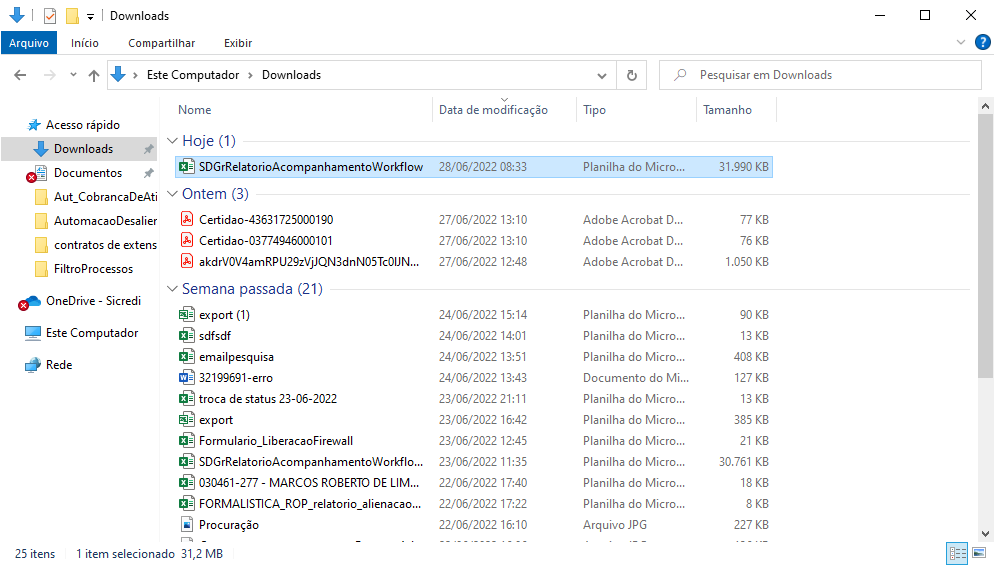 Downloads
Arquivo Início Compartilhar Exibir
Este Computador Downloads Pesquisar em Downloads
Nome Data de modificação Tipo Tamanho
Acesso rápido
Downloads
Documentos
Aut_CobrancaDeAti
AutomacaoDesalier
contratos de extens
FiltroProcessos
OneDrive - Sicredi
Este Computador
Rede
Hoje (1)
SDGrRelatorioAcompanhamentoWorkflow 28/06/2022 08:33 Planilha do Micro... 31.990 KB
Ontem (3)
Certidao-43631725000190 27/06/2022 13:10 Adobe Acrobat D... 77 KB
Certidao-03774946000101 27/06/2022 13:10 Adobe Acrobat D... 76 KB
27/06/2022 12:48 Adobe Acrobat D... 1.050 KB
Semana passada (21)
export (1) 24/06/2022 15:14 Planilha do Micro... 90 KB
sdfsdf 24/06/2022 14:01 Planilha do Micro... 13 KB
emailpesquisa 24/06/2022 13:51 Planilha do Micro... 408 KB
32199691-erro 24/06/2022 13:43 Documento do Mi... 127 KB
troca de status 23-06-2022 23/06/2022 21:11 Planilha do Micro... 13 KB
export 23/06/2022 16:42 Planilha do Micro... 385 KB
Formulario_LiberacaoFirewall 23/06/2022 12:45 Planilha do Micro... 21 KB
SDGrRelatorioAcompanhamentoWorkflo... 23/06/2022 11:35 Planilha do Micro... 30.761 KB
030461-277 - MARCOS ROBERTO DE LIM... 22/06/2022 17:40 Planilha do Micro... 18 KB
FORMALISTICA_ROP_relatorio_alienacao... 22/06/2022 17:22 Planilha do Micro... 8 KB
Procuração 22/06/2022 16:10 Arquivo JPG 227 KB
25 itens 1 item selecionado 31,2 MB